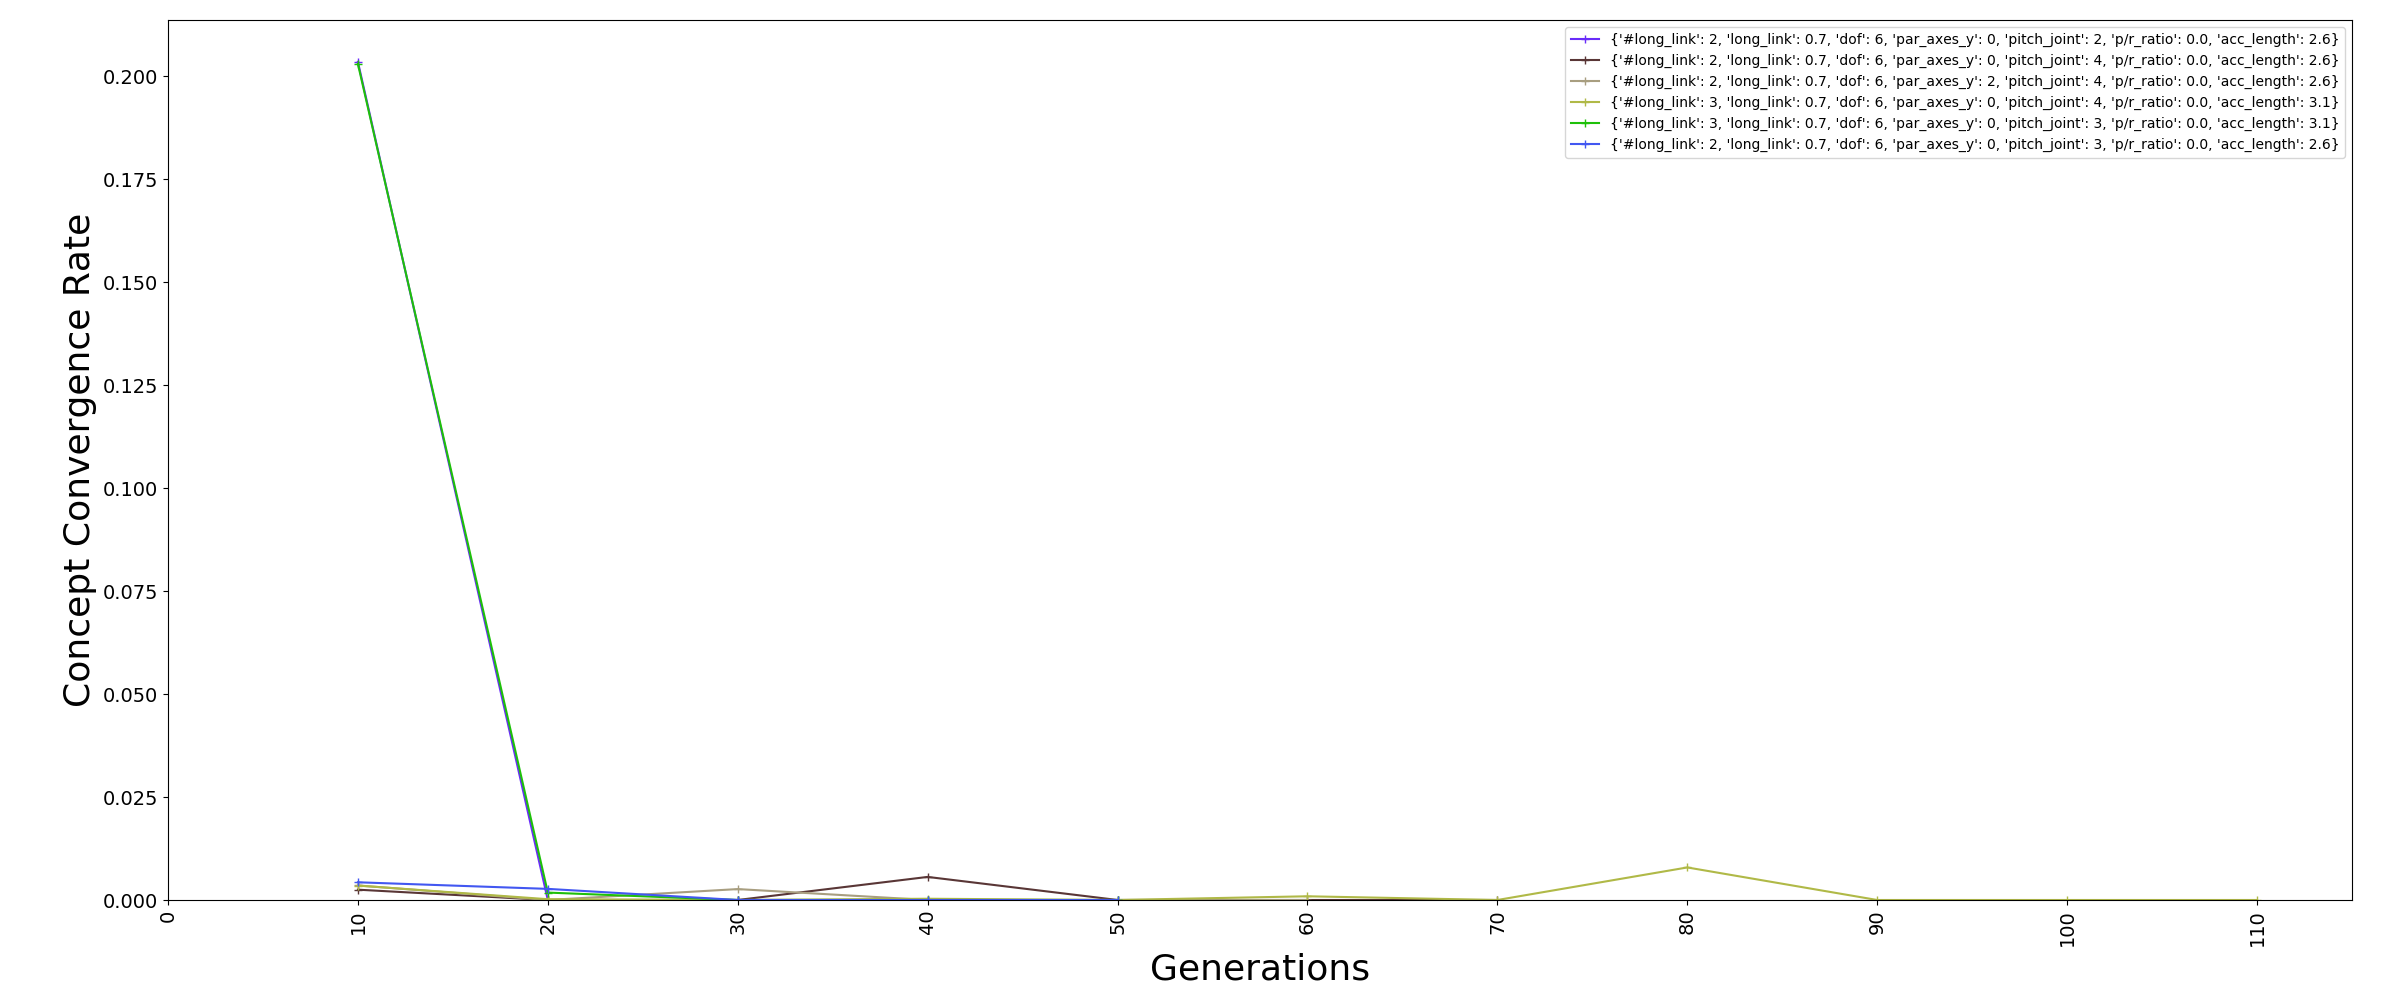 {'#long_link': 2, 'long_link': 0.7, 'dof': 6, 'par_axes_y': 0, 'pitch_joint': 2, 'p/r_ratio': 0.0, 'acc_length': 2.6}
{'#long_link': 2, 'long_link': 0.7, 'dof': 6, 'par_axes_y': 0, 'pitch_joint': 4, 'p/r_ratio': 0.0, 'acc_length': 2.6}
{'#long_link': 2, 'long_link': 0.7, 'dof': 6, 'par_axes_y': 2, 'pitch_joint': 4, 'p/r_ratio': 0.0, 'acc_length': 2.6}
{'#long_link': 3, 'long_link': 0.7, 'dof': 6, 'par_axes_y': 0, 'pitch_joint': 4, 'p/r_ratio': 0.0, 'acc_length': 3.1}
{'#long_link': 3, 'long_link': 0.7, 'dof': 6, 'par_axes_y': 0, 'pitch_joint': 3, 'p/r_ratio': 0.0, 'acc_length': 3.1}
{'#long_link': 2, 'long_link': 0.7, 'dof': 6, 'par_axes_y': 0, 'pitch_joint': 3, 'p/r_ratio': 0.0, 'acc_length': 2.6}
Concept Convergence Rate
0.200
0.175
0.150
0.125
0.100
0.075
0.050
0.025
0.000
0 10 20 30 40 50 60 70 80 90 100 110
Generations